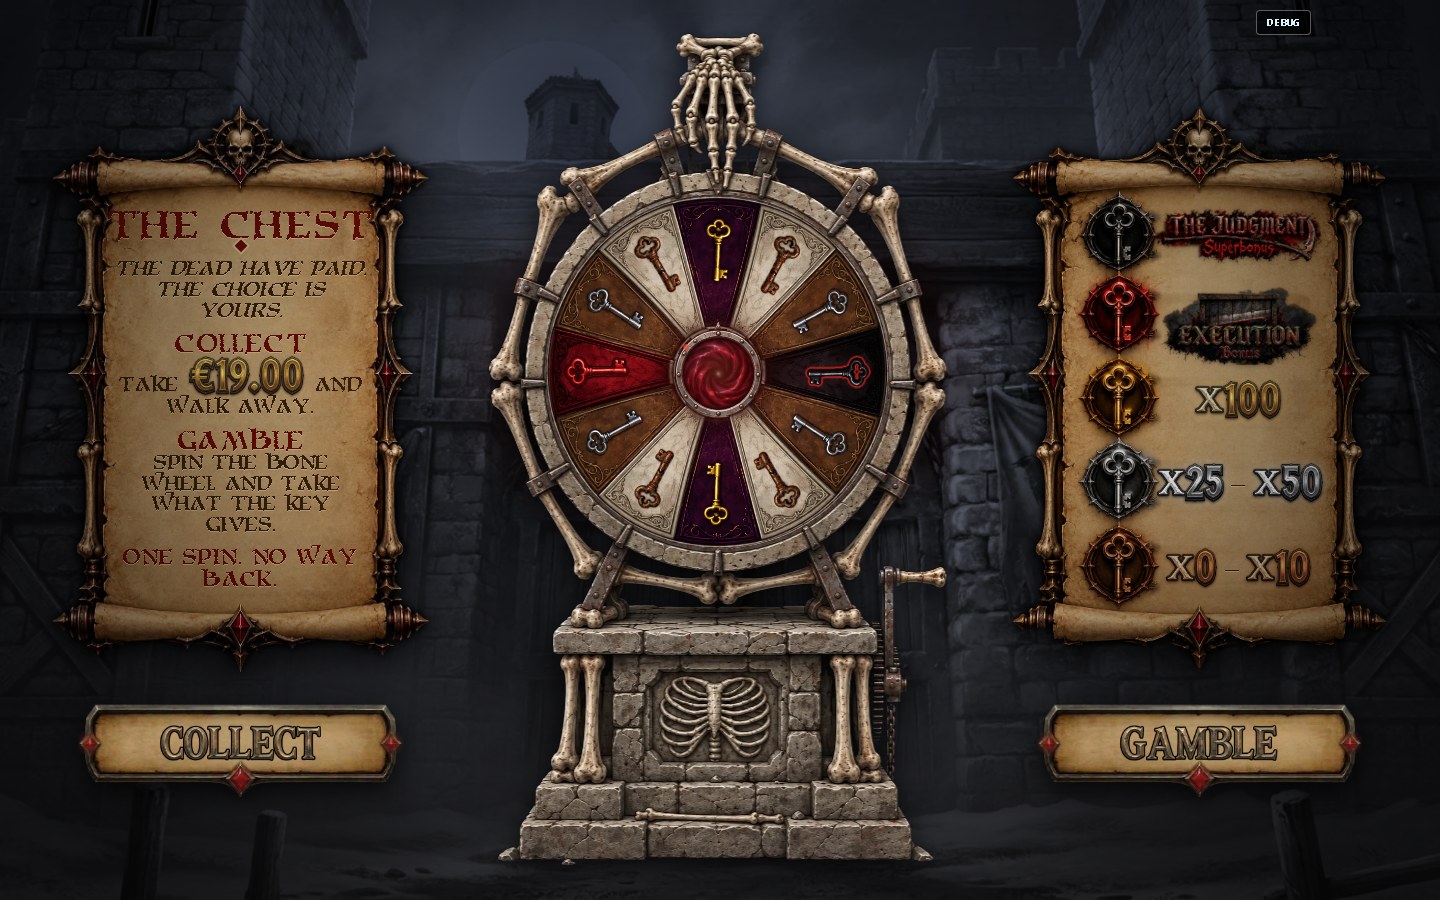 DEBUG
THE CHEST
THE DEAD HAVE PAID.
THE CHOICE IS
YOURS.
COLLECT
TAKE €19.00 AND
WALK AWAY.
GAMBLE
SPIN THE BONE
WHEEL AND TAKE
WHAT THE KEY
GIVES.
ONE SPIN. NO WAY
BACK.
COLLECT
THE JUDGMENT
Superbonus
EXECUTION
Bonus
X100
X25 – X50
X0 – X10
GAMBLE